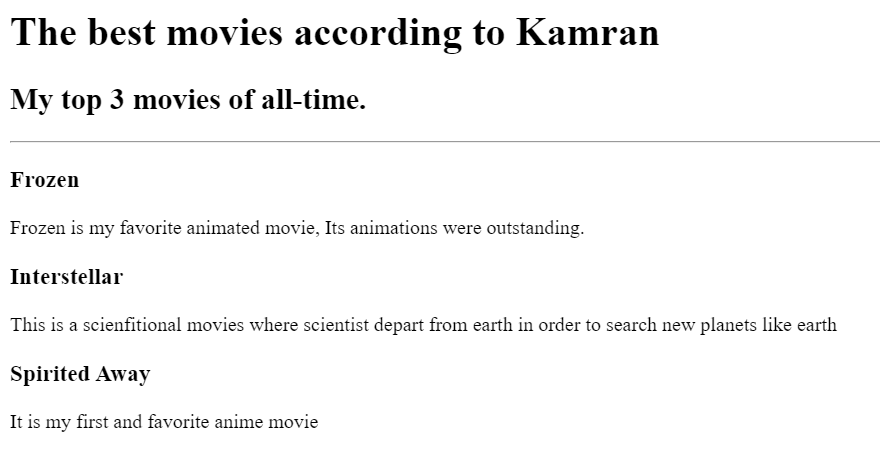 The best movies according to Kamran
My top 3 movies of all-time.
Frozen
Frozen is my favorite animated movie, Its animations were outstanding.
Interstellar
This is a scienfitional movies where scientist depart from earth in order to search new planets like earth
Spirited Away
It is my first and favorite anime movie